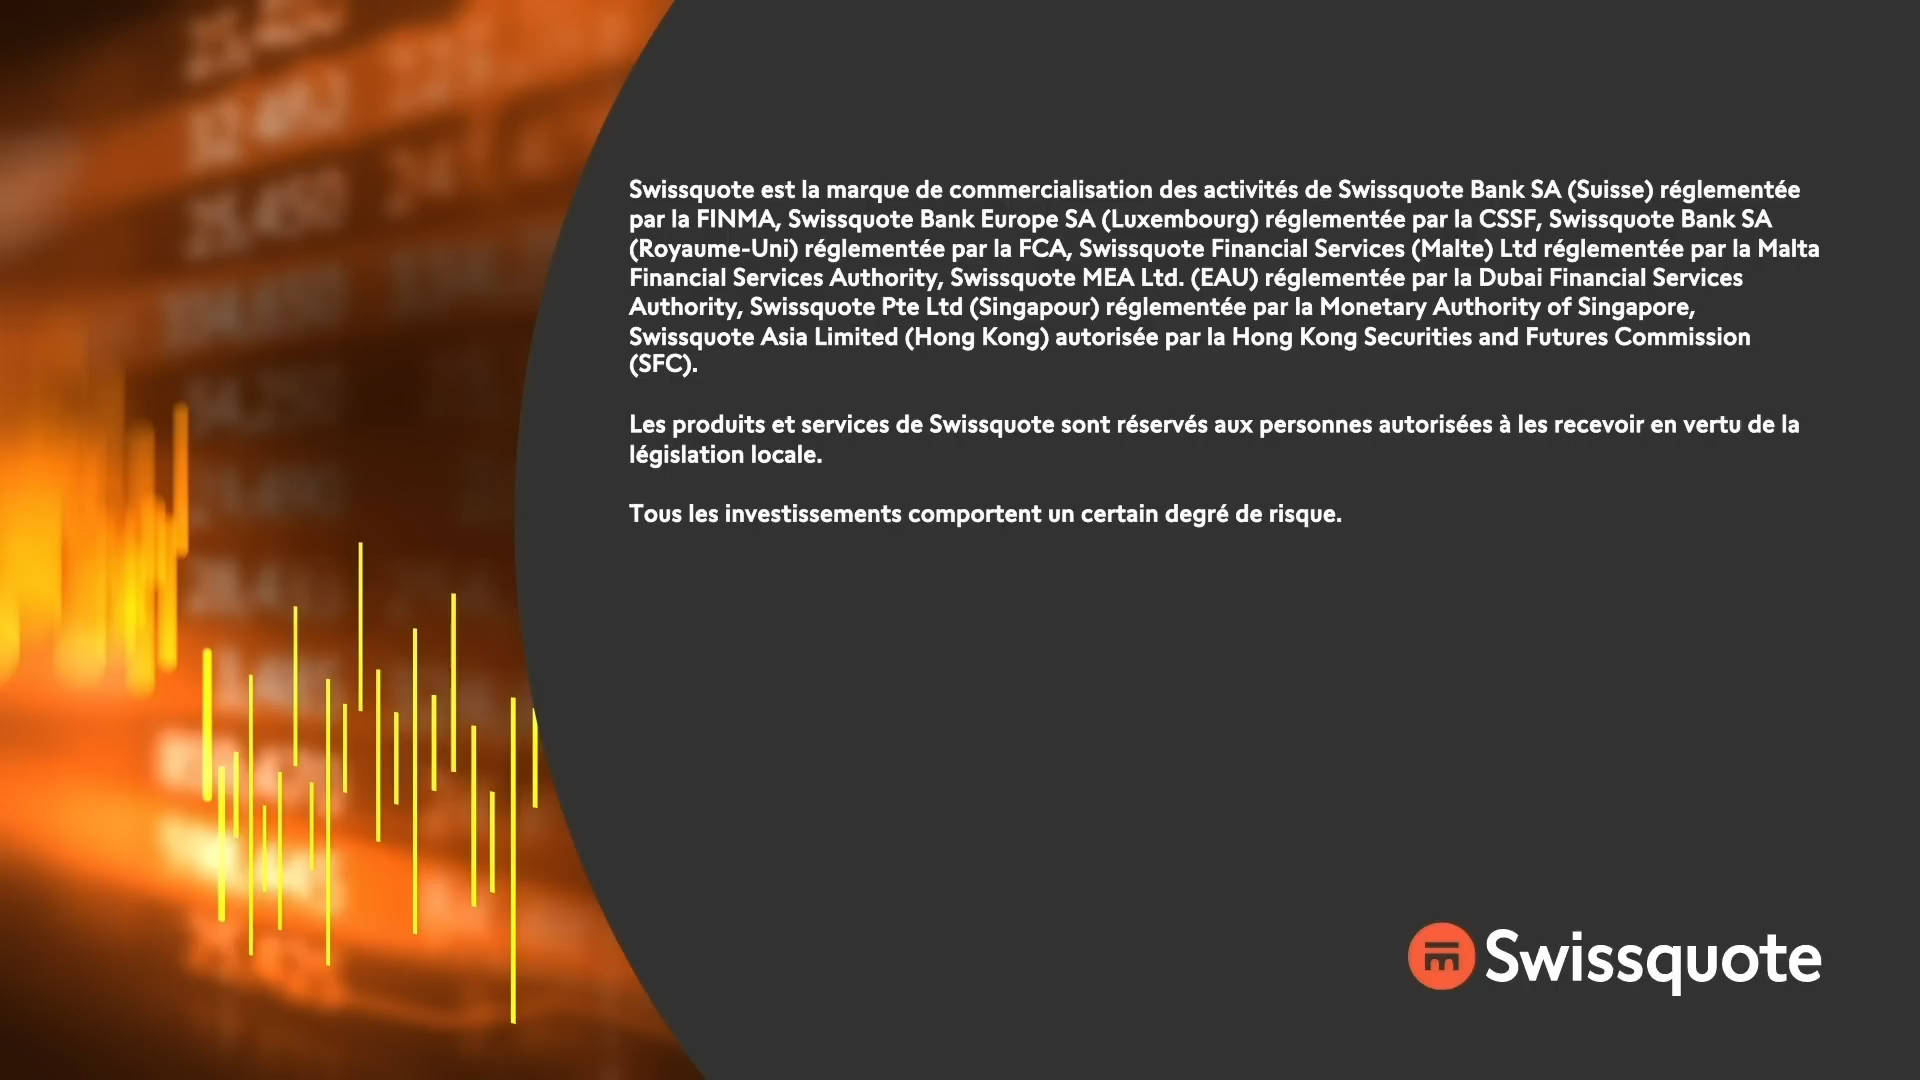 Swissquote est la marque de commercialisation des activités de Swissquote Bank SA (Suisse) réglementée
par la FINMA, Swissquote Bank Europe SA (Luxembourg) réglementée par la CSSF, Swissquote Bank SA
(Royaume-Uni) réglementée par la FCA, Swissquote Financial Services (Malte) Ltd réglementée par la Malta
Financial Services Authority, Swissquote MEA Ltd. (EAU) réglementée par la Dubai Financial Services
Authority, Swissquote Pte Ltd (Singapour) réglementée par la Monetary Authority of Singapore,
Swissquote Asia Limited (Hong Kong) autorisée par la Hong Kong Securities and Futures Commission
(SFC).
Les produits et services de Swissquote sont réservés aux personnes autorisées à les recevoir en vertu de la
législation locale.
Tous les investissements comportent un certain degré de risque.
Swissquote